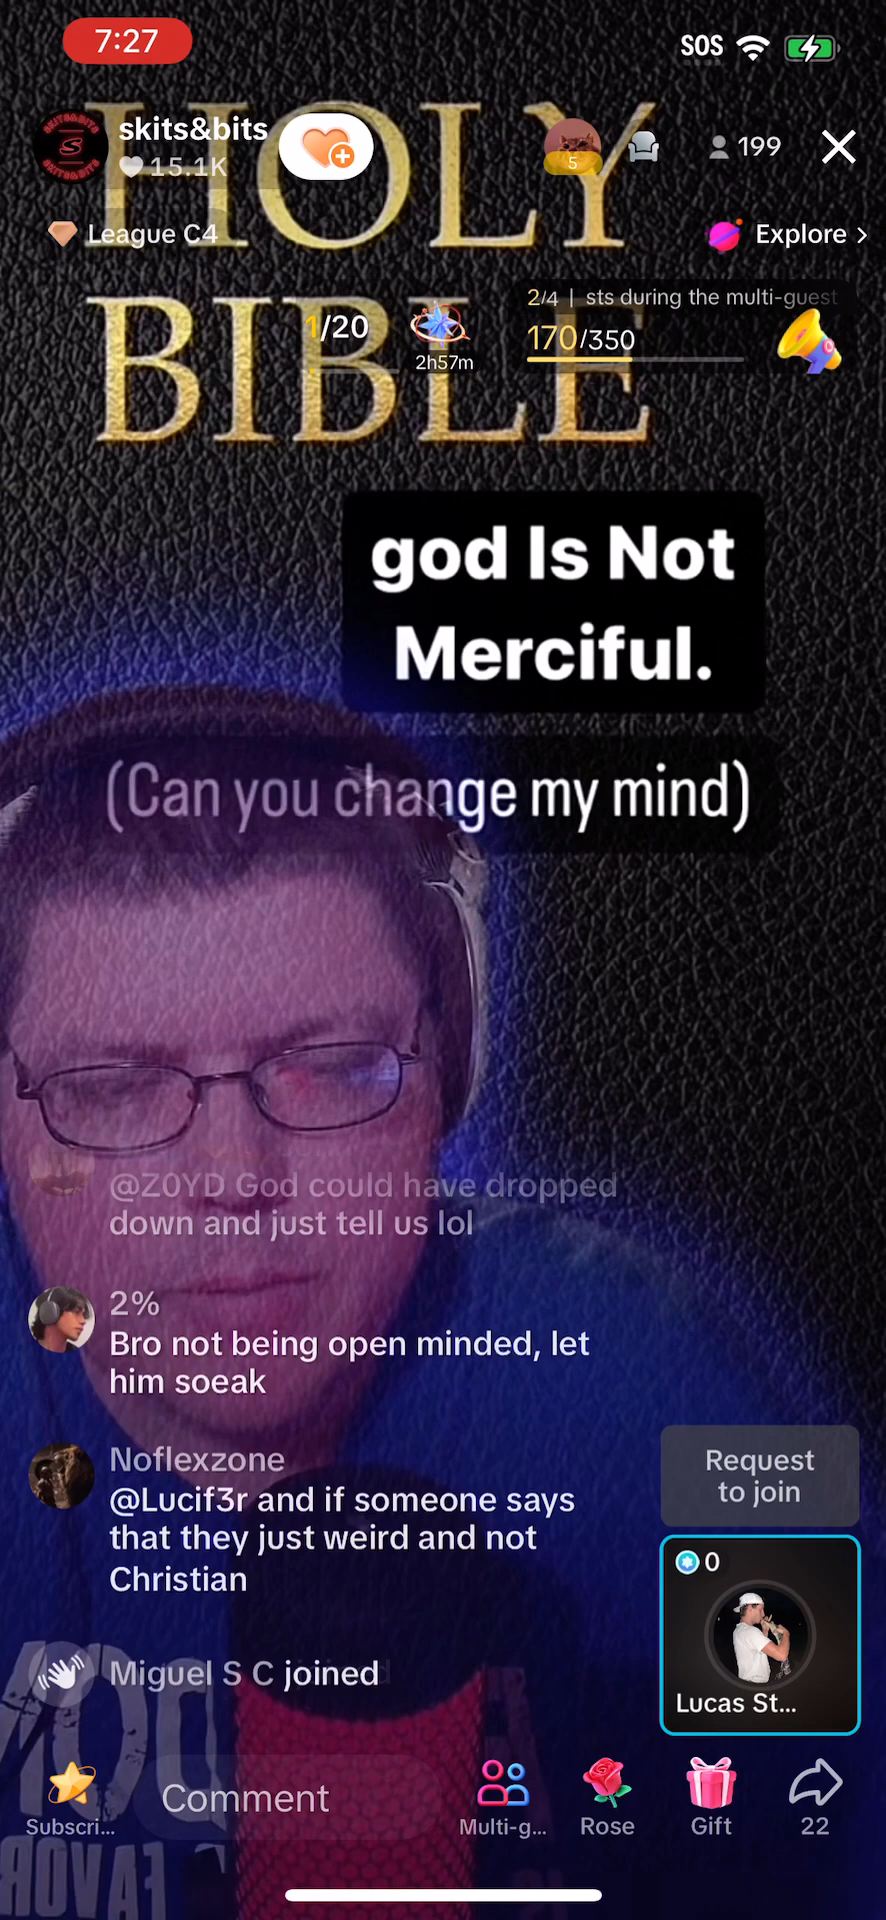 7:27
SOS
skits&bits
15.1K
5
199
League C4
Explore >
HOLY
BIBLE
1/20
2h57m
2/4 | sts during the multi-guest
170/350
god Is Not
Merciful.
(Can you change my mind)
@Z0YD God could have dropped
down and just tell us lol
2%
Bro not being open minded, let
him soeak
Noflexzone
@Lucif3r and if someone says
that they just weird and not
Christian
Miguel S C joined
Request
to join
0
Lucas St...
Subscri...
Comment
Multi-g...
Rose
Gift
22